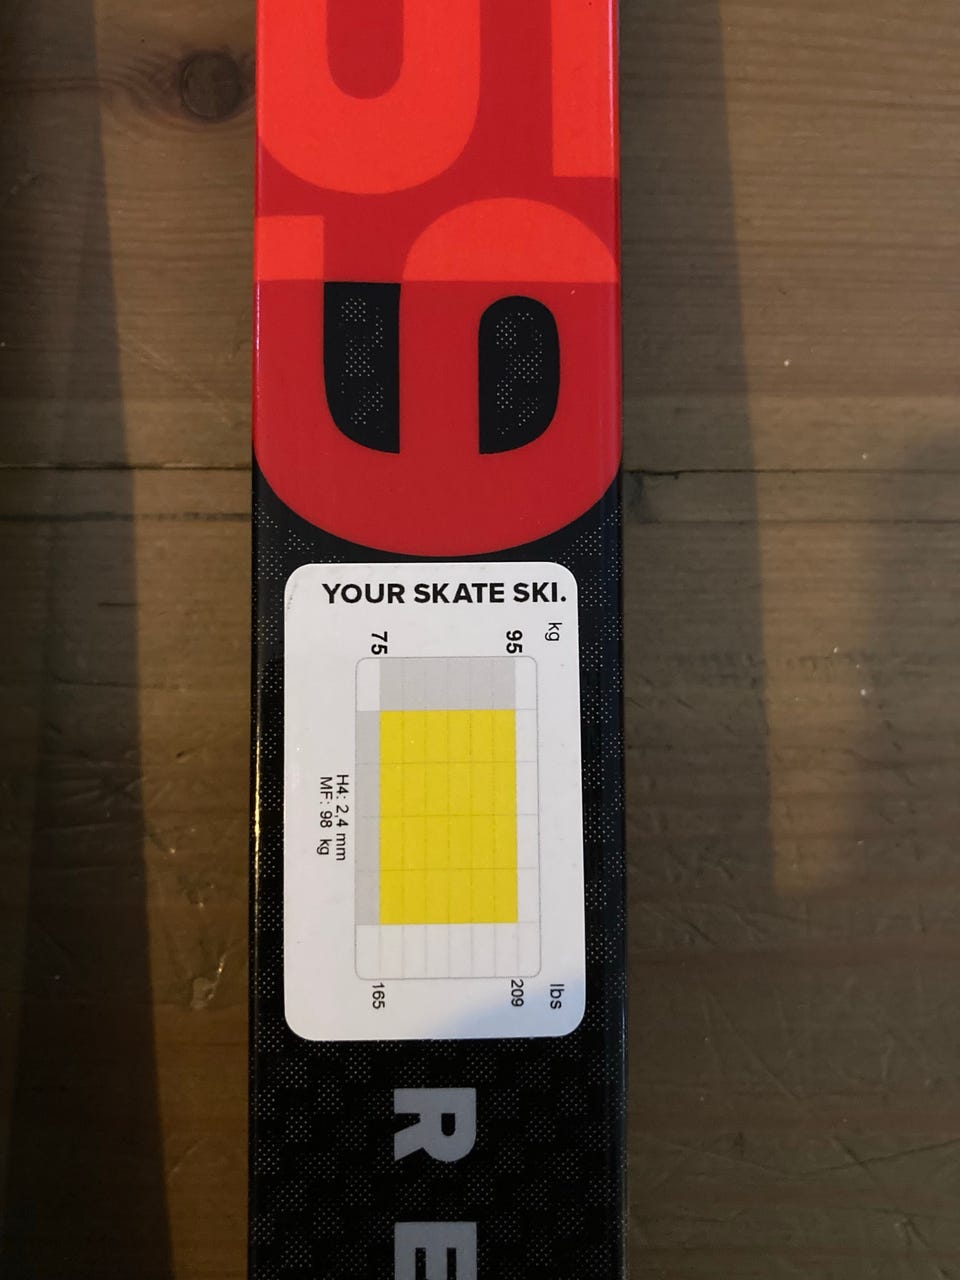 YOUR SKATE SKI.
kg
95
75
H4: 2,4 mm
MF: 98 kg
lbs
209
165
RE